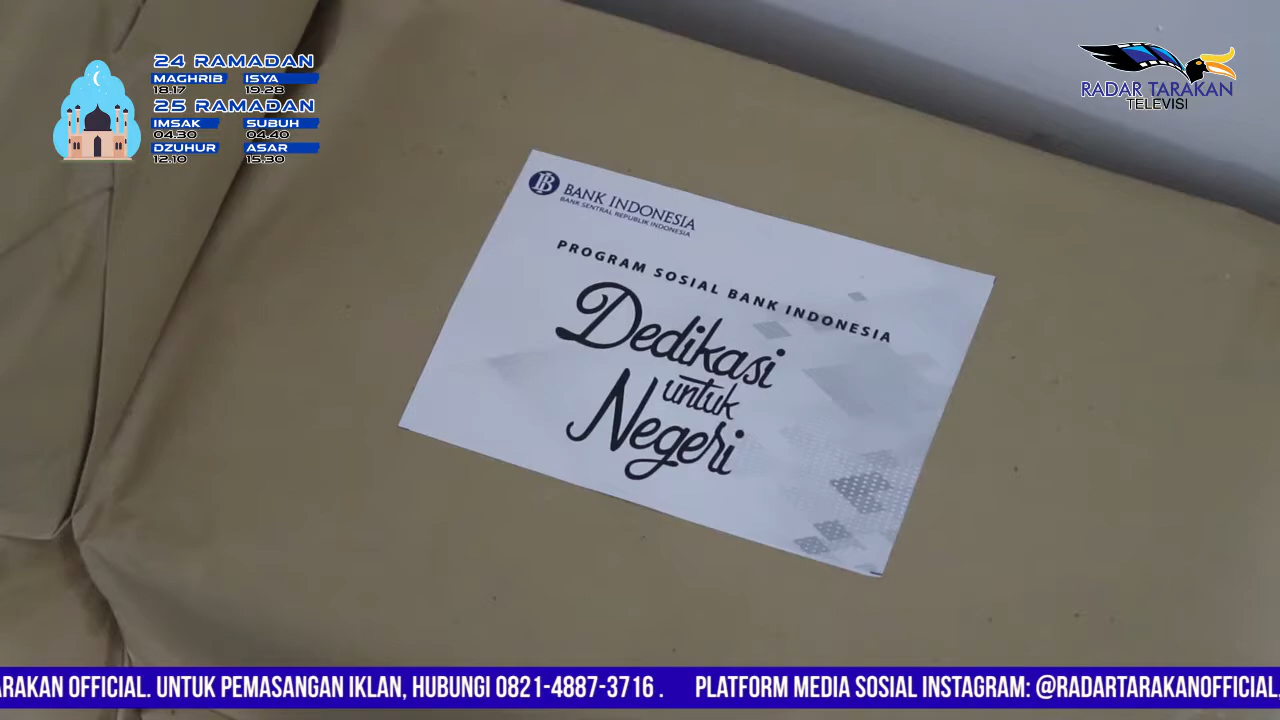 24 RAMADAN
MAGHRIB ISYA
18.17 19.28
25 RAMADAN
IMSAK SUBUH
04.30 04.40
DZUHUR ASAR
12.10 15.30
RADAR TARAKAN
TELEVISI
BANK INDONESIA
BANK SENTRAL REPUBLIK INDONESIA
PROGRAM SOSIAL BANK INDONESIA
Dedikasi
untuk
Negeri
ARAKAN OFFICIAL. UNTUK PEMASANGAN IKLAN, HUBUNGI 0821-4887-3716 . PLATFORM MEDIA SOSIAL INSTAGRAM: @RADARTARAKANOFFICIAL.